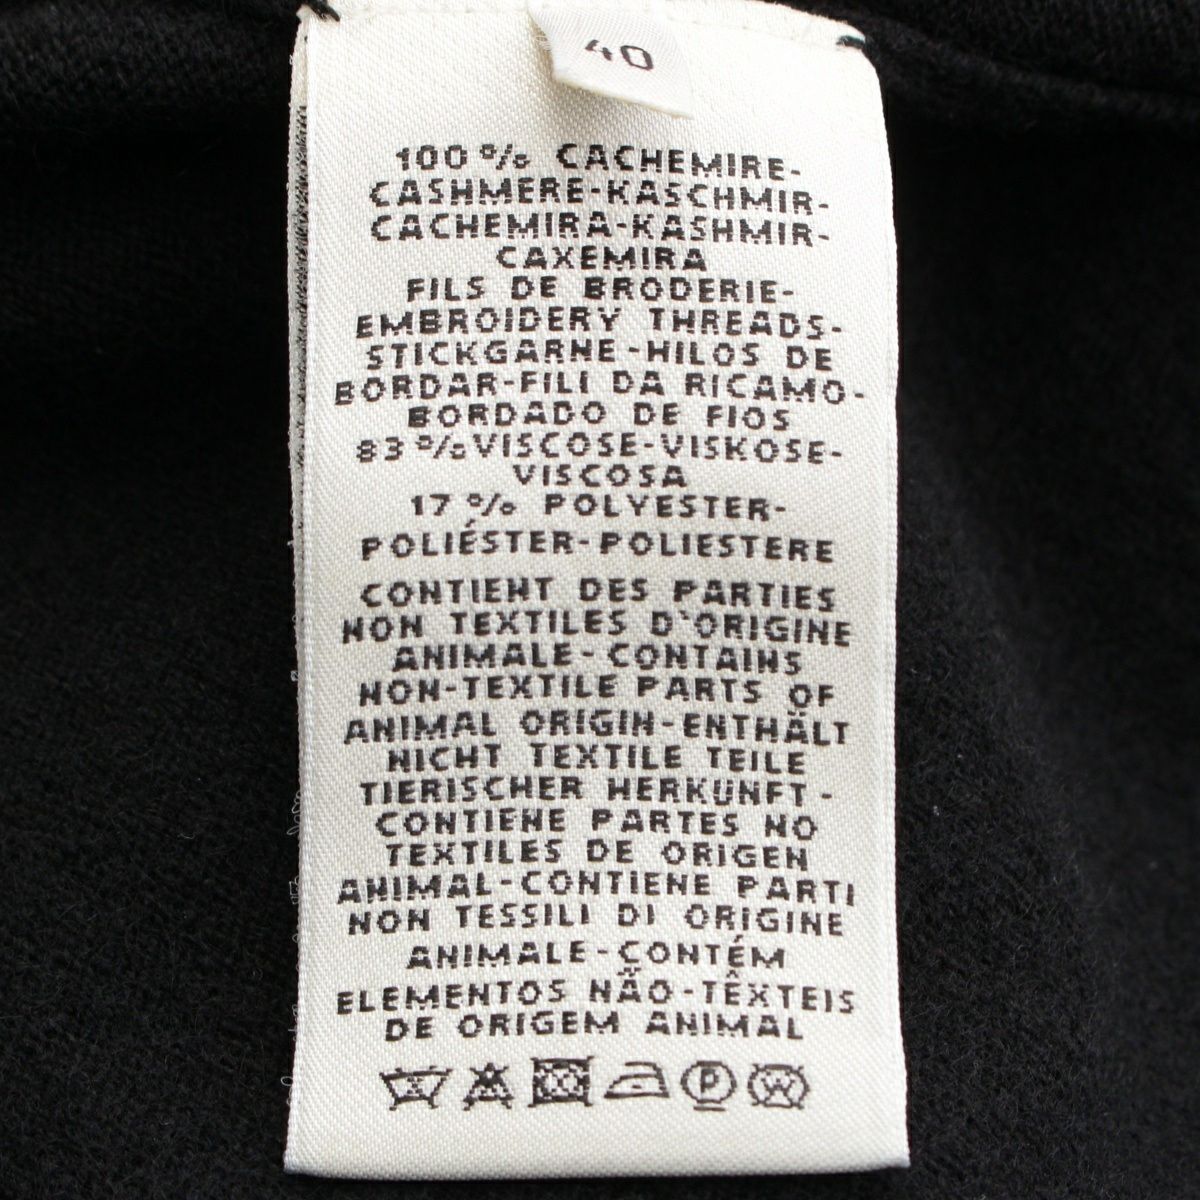 40
100% CACHEMIRE-
CASHMERE-KASCHMIR-
CACHEMIRA-KASHMIR-
CAXEMIRA
FILS DE BRODERIE-
EMBROIDERY THREADS-
STICKGARNE-HILOS DE
BORDAR-FILI DA RICAMO-
BORDADO DE FIOS
83%VISCOSE-VISKOSE-
VISCOSA
17% POLYESTER-
POLIÉSTER-POLIESTERE
CONTIENT DES PARTIES
NON TEXTILES D'ORIGINE
ANIMALE-CONTAINS
NON-TEXTILE PARTS OF
ANIMAL ORIGIN-ENTHÄLT
NICHT TEXTILE TEILE
TIERISCHER HERKUNFT-
CONTIENE PARTES NO
TEXTILES DE ORIGEN
ANIMAL-CONTIENE PARTI
NON TESSILI DI ORIGINE
ANIMALE-CONTÉM
ELEMENTOS NÃO-TÊXTEIS
DE ORIGEM ANIMAL
P W